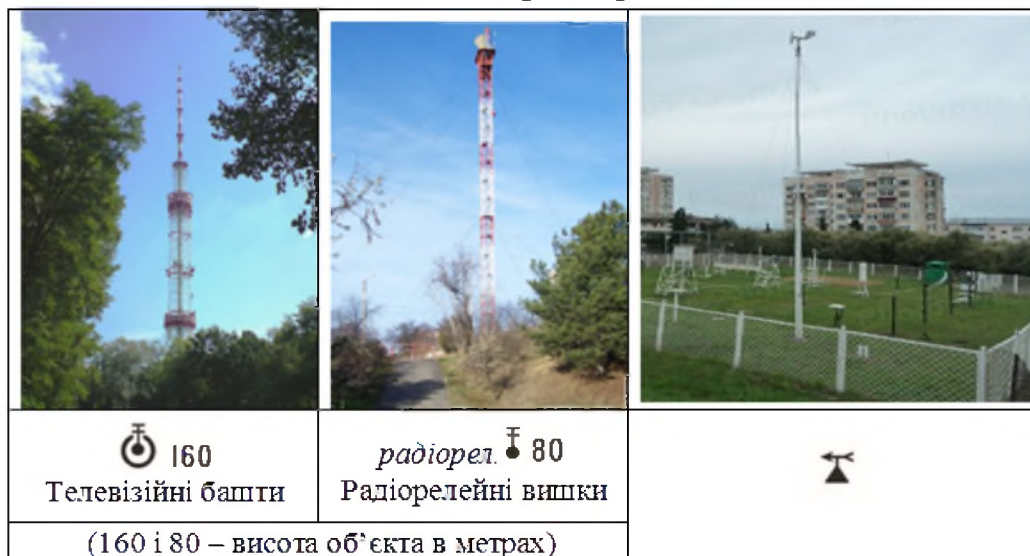 160
Телевізійні башти
радіорел. 80
Радіорелейні вишки
(160 і 80 – висота об’єкта в метрах)